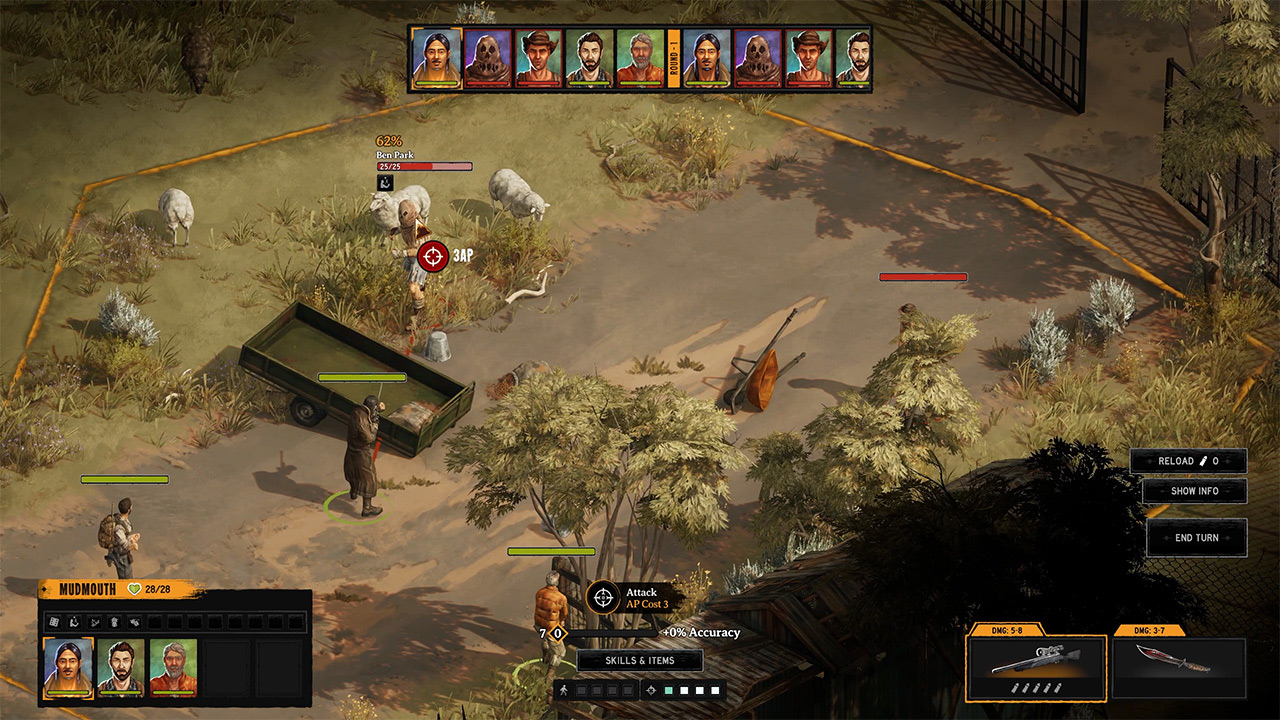 ROUND - 1
62%
Ben Park
25/25
3AP
RELOAD 0
SHOW INFO
END TURN
MUDMOUTH 28/28
Attack
AP Cost 3
7 0 +0% Accuracy
SKILLS & ITEMS
DMG: 5-8
DMG: 3-7